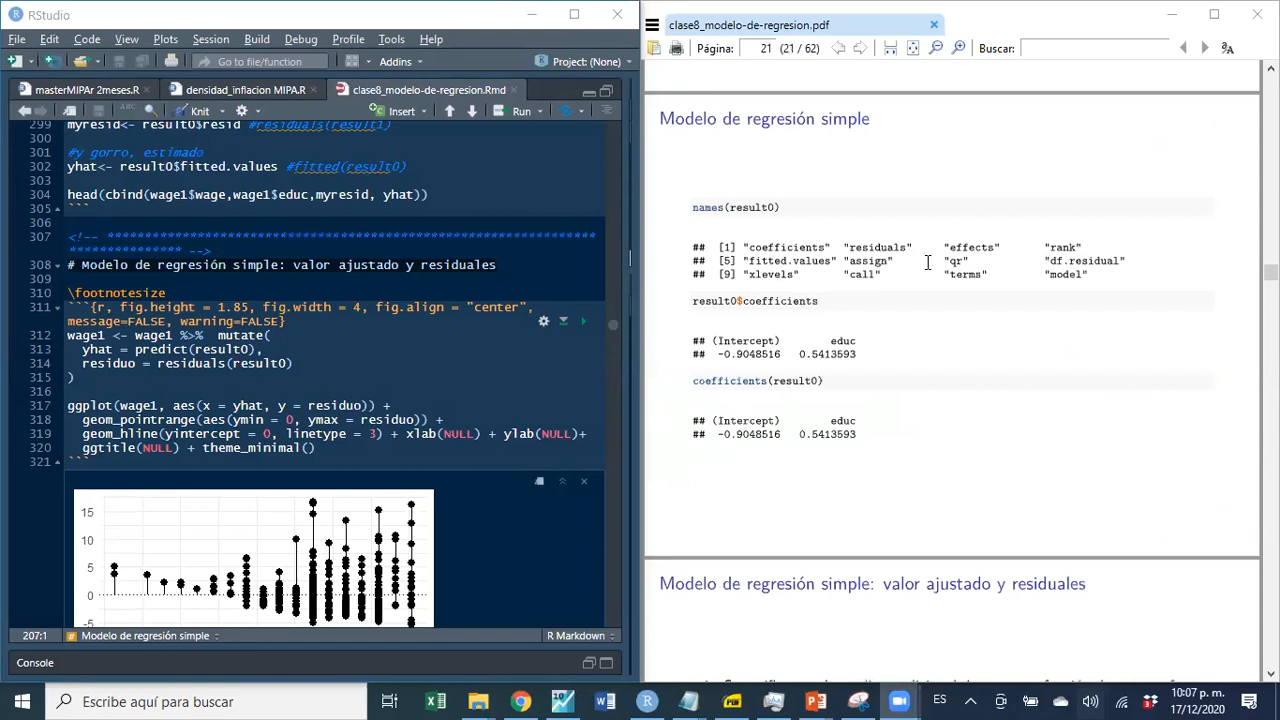 RStudio
File Edit Code View Plots Session Build Debug Profile Tools Help
Go to file/function
Addins
Project: (None)
masterMIPAr 2meses.R
densidad_inflacion MIPA.R
clase8_modelo-de-regresion.Rmd
ABC
Knit
Insert
Run
299 myresid<- result0$resid #residuals(result1)
300
301 #y gorro, estimado
302 yhat<- result0$fitted.values #fitted(result0)
303
304 head(cbind(wage1$wage,wage1$educ,myresid, yhat))
305 ```
306
307 <!-- *******************************************************************
**************** -->
308 # Modelo de regresión simple: valor ajustado y residuales
309
310 \footnotesize
311 ```{r, fig.height = 1.85, fig.width = 4, fig.align = "center",
message=FALSE, warning=FALSE}
312 wage1 <- wage1 %>% mutate(
313 yhat = predict(result0),
314 residuo = residuals(result0)
315 )
316
317 ggplot(wage1, aes(x = yhat, y = residuo)) +
318 geom_pointrange(aes(ymin = 0, ymax = residuo)) +
319 geom_hline(yintercept = 0, linetype = 3) + xlab(NULL) + ylab(NULL)+
320 ggtitle(NULL) + theme_minimal()
321 ```
15
10
5
0
-5
207:1
Modelo de regresión simple
R Markdown
Console
clase8_modelo-de-regresion.pdf
Página: 21 (21 / 62)
Buscar:
Modelo de regresión simple
names(result0)
## [1] "coefficients" "residuals" "effects" "rank"
## [5] "fitted.values" "assign" "qr" "df.residual"
## [9] "xlevels" "call" "terms" "model"
result0$coefficients
## (Intercept) educ
## -0.9048516 0.5413593
coefficients(result0)
## (Intercept) educ
## -0.9048516 0.5413593
Modelo de regresión simple: valor ajustado y residuales
Escribe aquí para buscar
ES
10:07 p. m.
17/12/2020